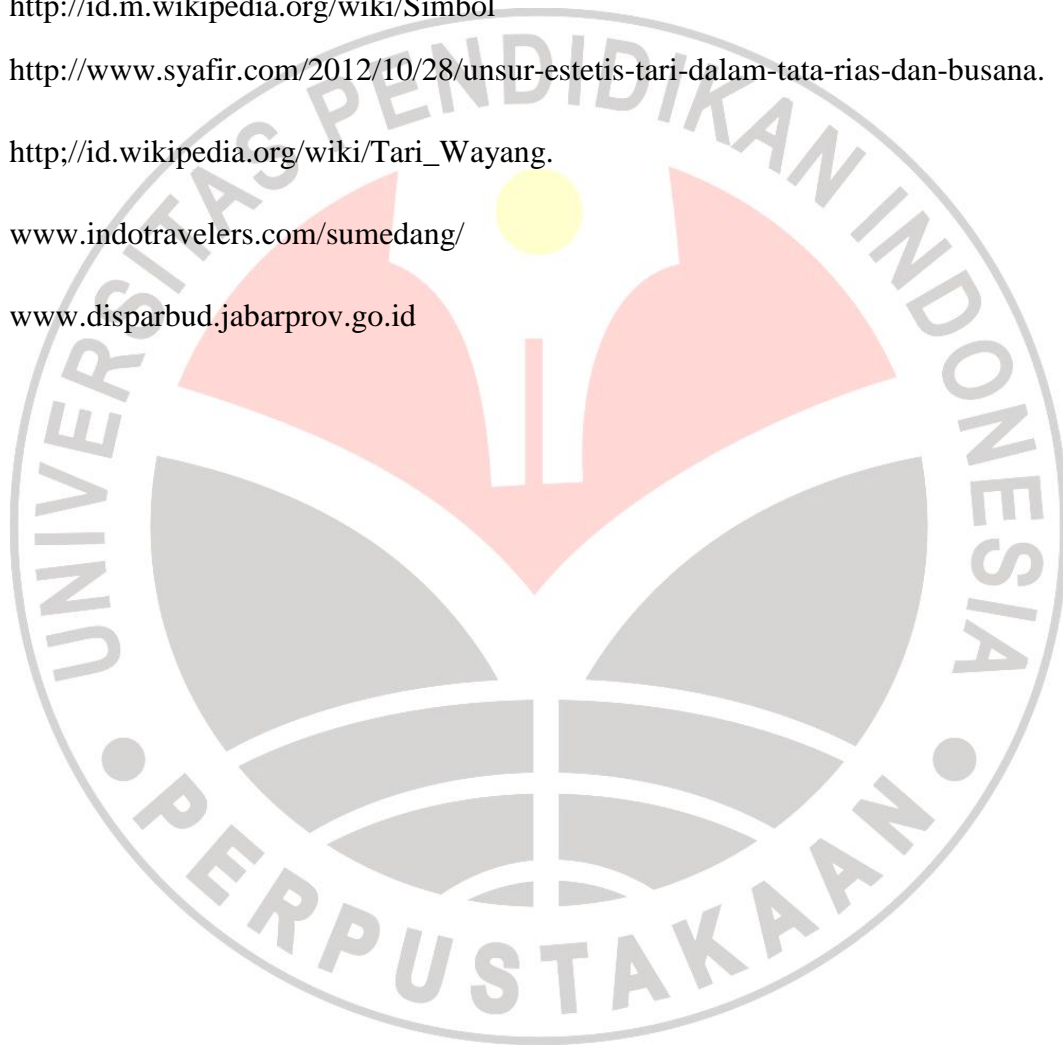 http://id.m.wikipedia.org/wiki/Simbol
http://www.syafir.com/2012/10/28/unsur-estetis-tari-dalam-tata-rias-dan-busana.
http;//id.wikipedia.org/wiki/Tari_Wayang.
www.indotravelers.com/sumedang/
www.disparbud.jabarprov.go.id
UNIVERSITAS PENDIDIKAN INDONESIA
PERPUSTAKAAN